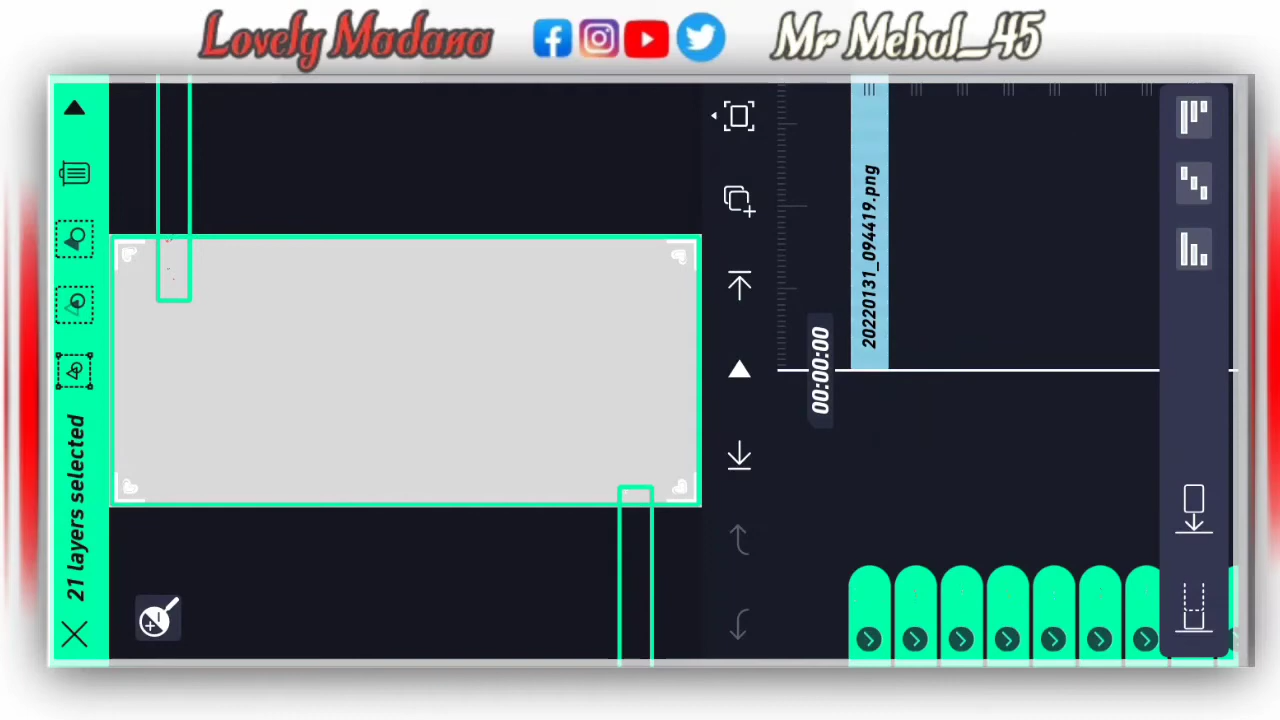 Lovely Madana
Mr Mehul_45
21 layers selected
00:00:00
20220131_094419.png